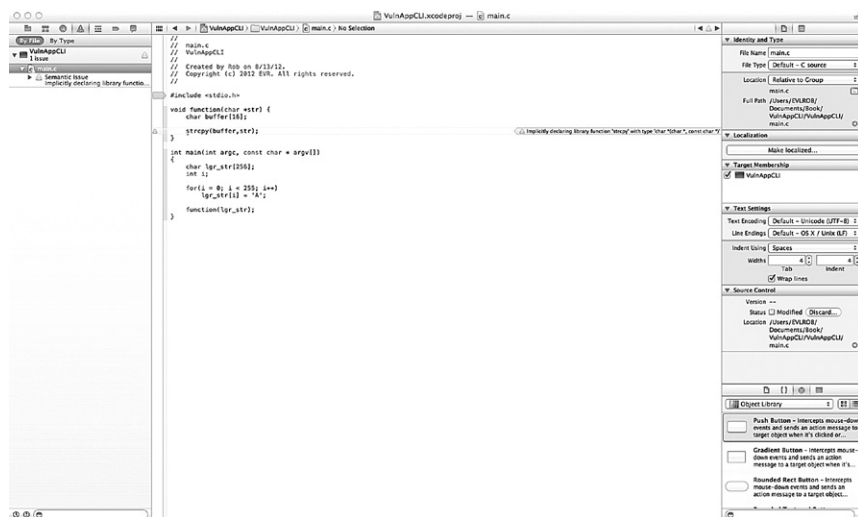 VulnAppCLI.xcodeproj — main.c
VulnAppCLI
VulnAppCLI
main.c
No Selection
By File
By Type
VulnAppCLI
1 issue
main.c
Semantic Issue
Implicitly declaring library functio...
//
// main.c
// VulnAppCLI
//
// Created by Rob on 8/13/12.
// Copyright (c) 2012 EVR. All rights reserved.
//
#include <stdio.h>
void function(char *str) {
char buffer[16];
strcpy(buffer,str);
Implicitly declaring library function 'strcpy' with type 'char *(char *, const char *)'
}
int main(int argc, const char * argv[])
{
char lgr_str[256];
int i;
for(i = 0; i < 255; i++)
lgr_str[i] = 'A';
function(lgr_str);
}
Identity and Type
File Name main.c
File Type Default - C source
Location Relative to Group
main.c
Full Path /Users/EVLROB/
Documents/Book/
VulnAppCLI/VulnAppCLI/
main.c
Localization
Make localized...
Target Membership
VulnAppCLI
Text Settings
Text Encoding Default - Unicode (UTF-8)
Line Endings Default - OS X / Unix (LF)
Indent Using Spaces
Widths 4 4
Tab Indent
Wrap lines
Source Control
Version --
Status Modified Discard...
Location /Users/EVLROB/
Documents/Book/
VulnAppCLI/VulnAppCLI/
main.c
Object Library
Push Button - Intercepts mouse-down
events and sends an action message to
target object when it's clicked or...
Gradient Button - Intercepts mouse-
down events and sends an action
message to a target object when it's...
Rounded Rect Button - Intercepts
mouse-down events and sends an
action message to a target object...